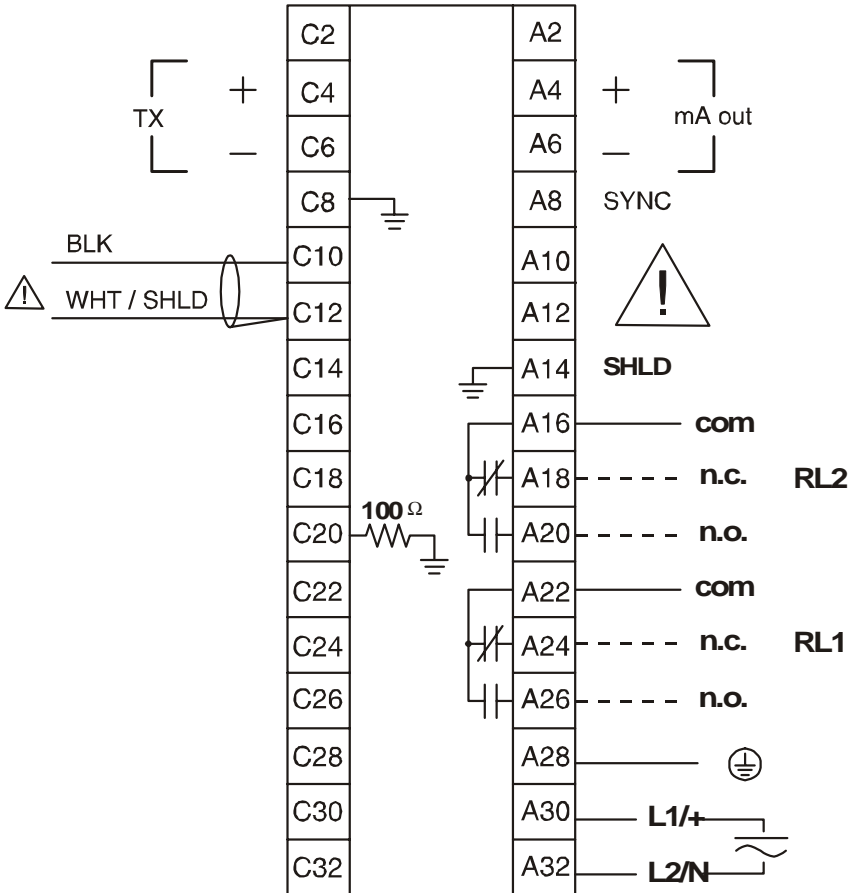 C2 A2
+ C4 A4 +
TX mA out
− C6 A6 −
C8 A8 SYNC
BLK C10 A10
! WHT / SHLD C12 A12 !
C14 A14 SHLD
C16 A16 com
C18 A18 n.c. RL2
100 Ω
C20 A20 n.o.
C22 A22 com
C24 A24 n.c. RL1
C26 A26 n.o.
C28 A28
C30 A30 L1/+
C32 A32 L2/N